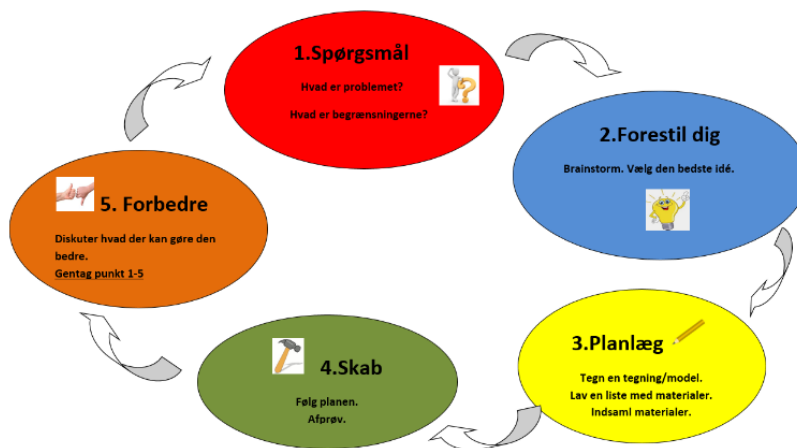 1.Spørgsmål
Hvad er problemet?
Hvad er begrænsningerne?
2.Forestil dig
Brainstorm. Vælg den bedste idé.
3.Planlæg
Tegn en tegning/model.
Lav en liste med materialer.
Indsaml materialer.
4.Skab
Følg planen.
Afprøv.
5. Forbedre
Diskuter hvad der kan gøre den
bedre.
Gentag punkt 1-5